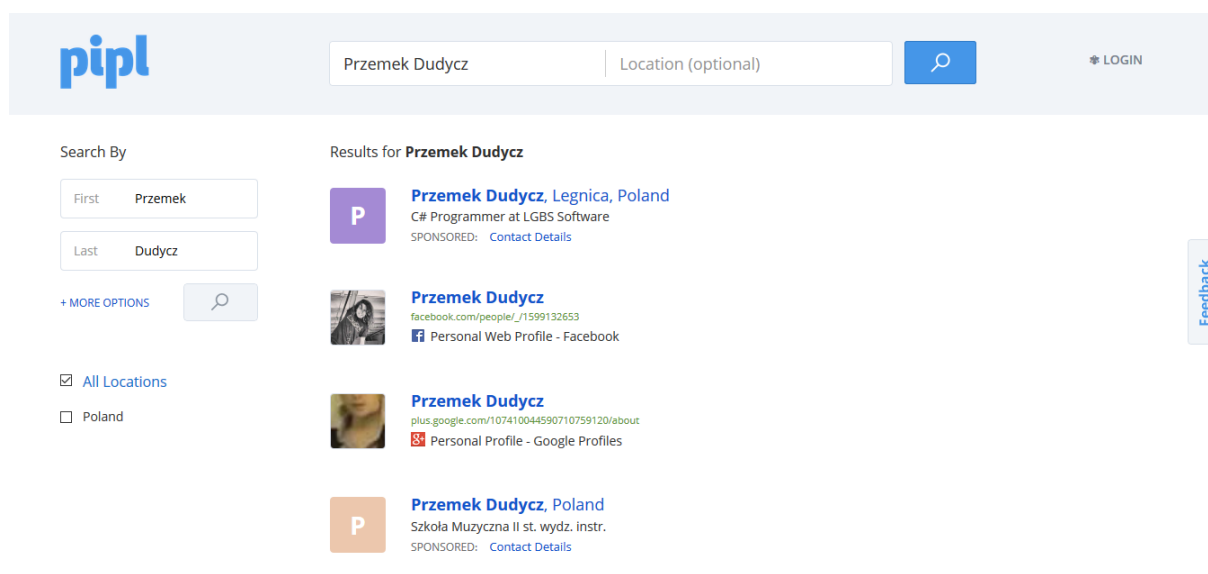 pipl
Przemek Dudycz
Location (optional)
LOGIN
Search By
First Przemek
Last Dudycz
+ MORE OPTIONS
All Locations
Poland
Results for Przemek Dudycz
P
Przemek Dudycz, Legnica, Poland
C# Programmer at LGBS Software
SPONSORED: Contact Details
Przemek Dudycz
facebook.com/people/_/1599132653
f Personal Web Profile - Facebook
Przemek Dudycz
plus.google.com/107410044590710759120/about
8+ Personal Profile - Google Profiles
P
Przemek Dudycz, Poland
Szkoła Muzyczna II st. wydz. instr.
SPONSORED: Contact Details
Feedback